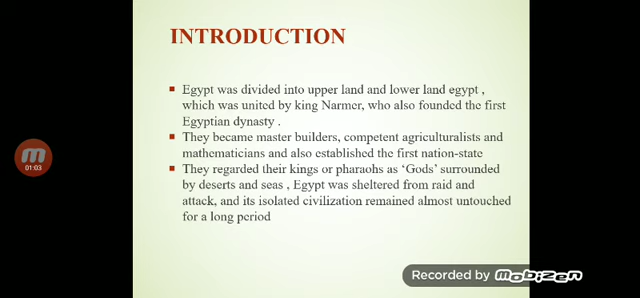 INTRODUCTION
Egypt was divided into upper land and lower land egypt ,
which was united by king Narmer, who also founded the first
Egyptian dynasty .
They became master builders, competent agriculturalists and
mathematicians and also established the first nation-state
They regarded their kings or pharaohs as ‘Gods’ surrounded
by deserts and seas , Egypt was sheltered from raid and
attack, and its isolated civilization remained almost untouched
for a long period
01:03
Recorded by Mobizen